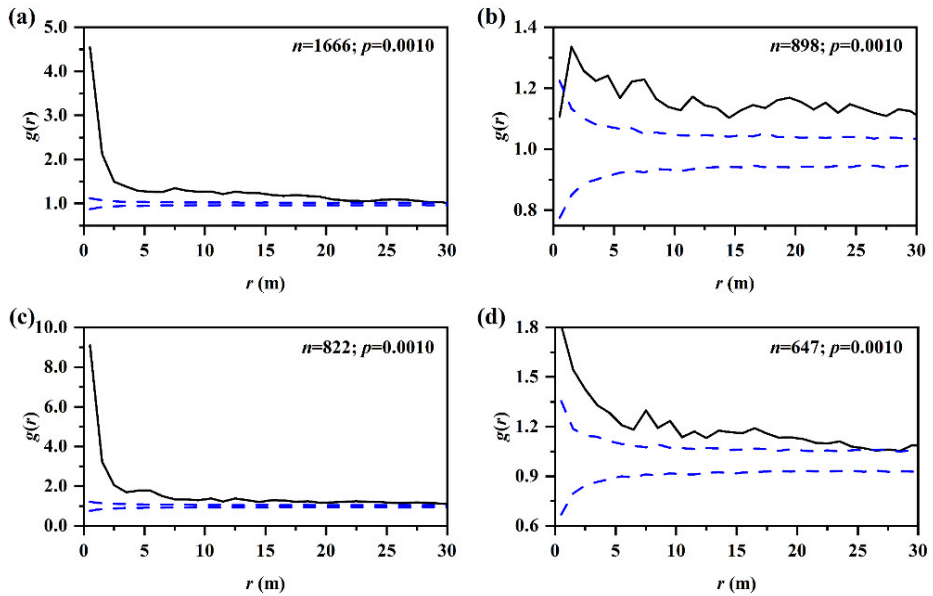 (a)
n=1666; p=0.0010
g(r)
5.0
4.0
3.0
2.0
1.0
0 5 10 15 20 25 30
r (m)
(b)
n=898; p=0.0010
g(r)
1.4
1.2
1.0
0.8
0 5 10 15 20 25 30
r (m)
(c)
n=822; p=0.0010
g(r)
10.0
8.0
6.0
4.0
2.0
0.0
0 5 10 15 20 25 30
r (m)
(d)
n=647; p=0.0010
g(r)
1.8
1.5
1.2
0.9
0.6
0 5 10 15 20 25 30
r (m)